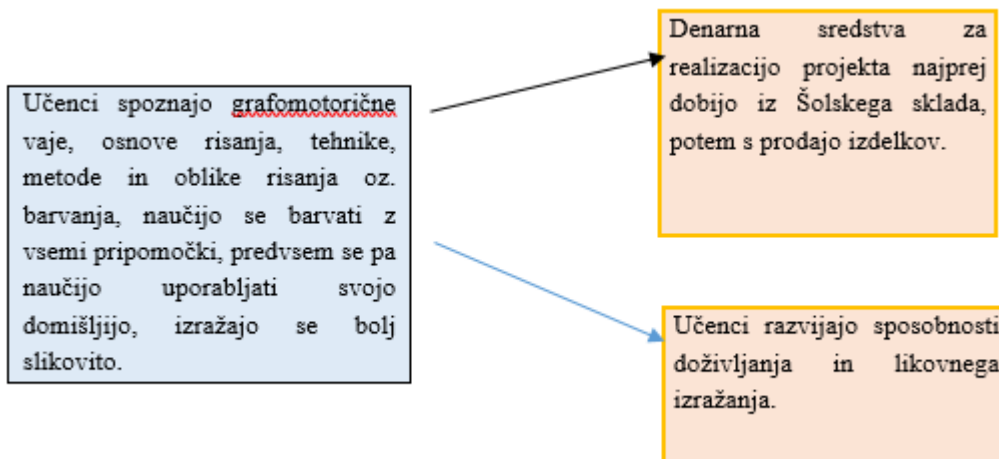 Učenci spoznajo grafomotorične
vaje, osnove risanja, tehnike,
metode in oblike risanja oz.
barvanja, naučijo se barvati z
vsemi pripomočki, predvsem se pa
naučijo uporabljati svojo
domišljijo, izražajo se bolj
slikovito.
Denarna sredstva za
realizacijo projekta najprej
dobijo iz Šolskega sklada,
potem s prodajo izdelkov.
Učenci razvijajo sposobnosti
doživljanja in likovnega
izražanja.